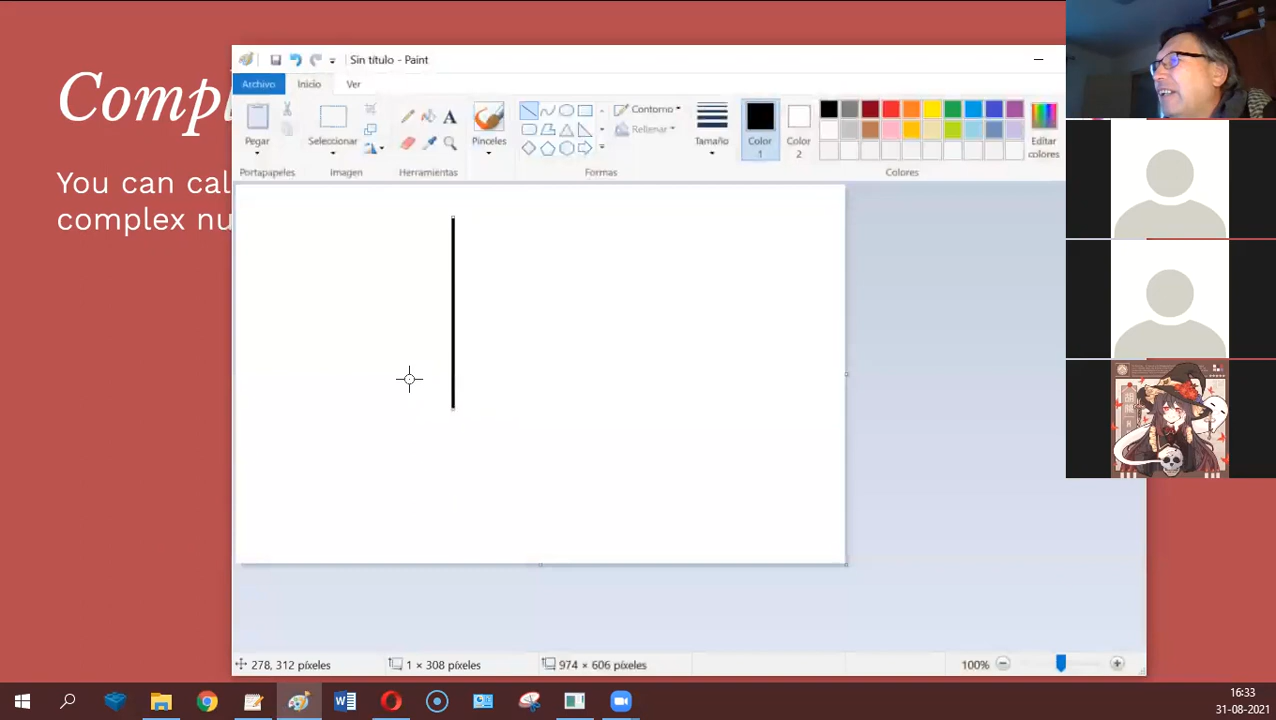 Compl
You can cal
complex nu
Sin título - Paint
Archivo
Inicio
Ver
Pegar
Seleccionar
Pinceles
Contorno
Rellenar
Tamaño
Color
1
Color
2
Editar
colores
Portapapeles
Imagen
Herramientas
Formas
Colores
278, 312 píxeles
1 × 308 píxeles
974 × 606 píxeles
100%
16:33
31-08-2021